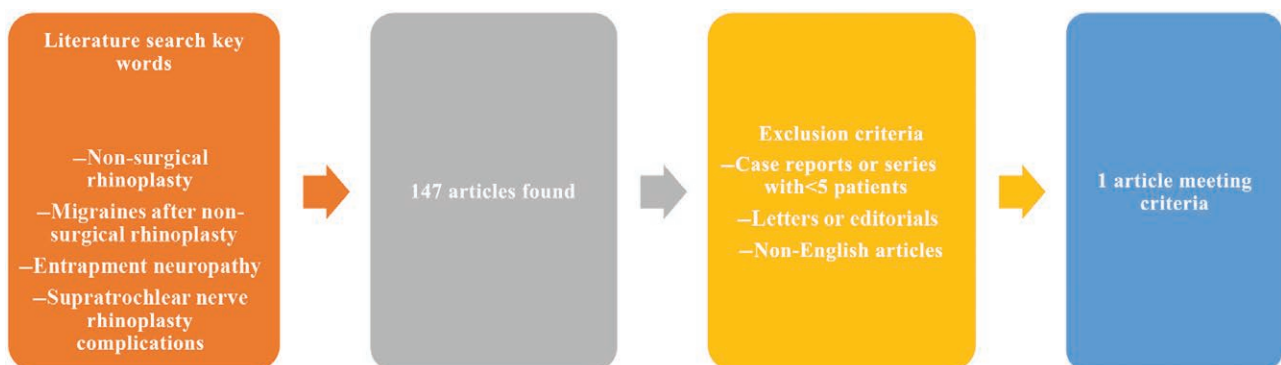 Literature search key
words
–Non-surgical
rhinoplasty
–Migraines after non-
surgical rhinoplasty
–Entrapment neuropathy
–Supratrochlear nerve
rhinoplasty
complications
147 articles found
Exclusion criteria
–Case reports or series
with<5 patients
–Letters or editorials
–Non-English articles
1 article meeting
criteria